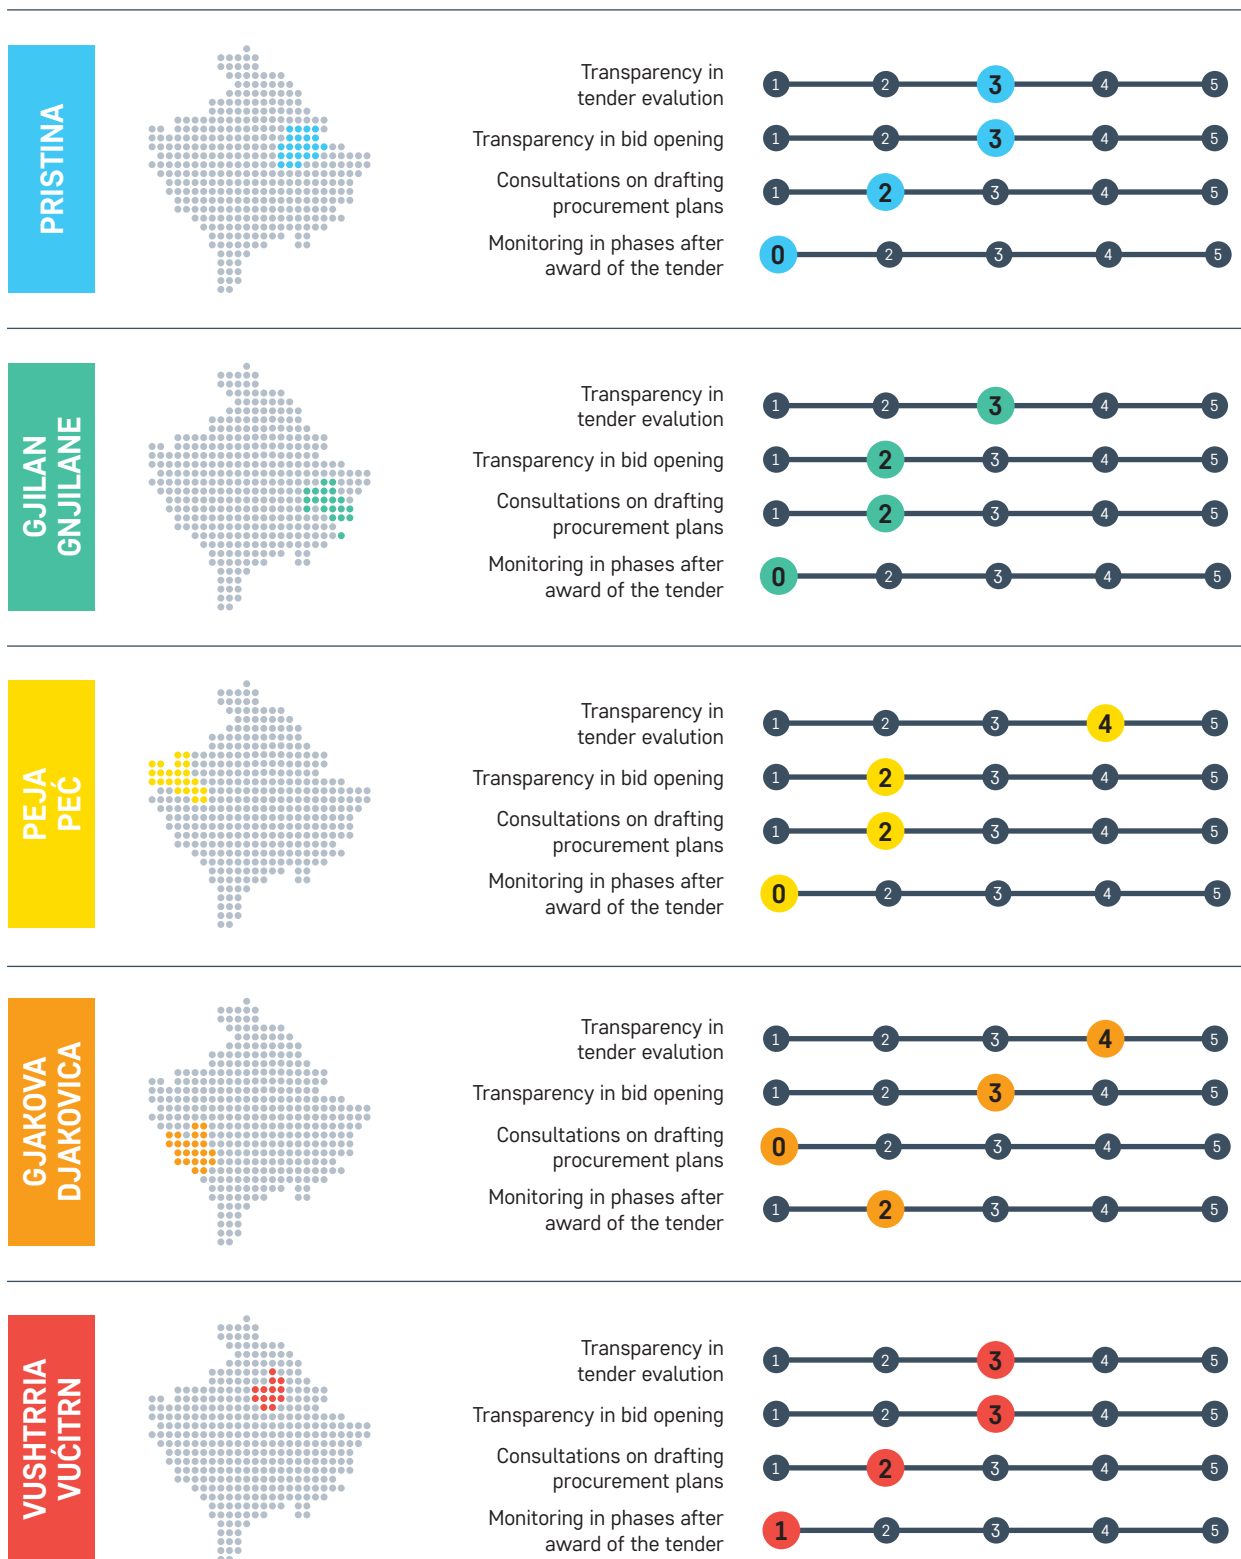 PRISTINA
Transparency in
tender evalution
1 2 3 4 5
Transparency in bid opening
1 2 3 4 5
Consultations on drafting
procurement plans
1 2 3 4 5
Monitoring in phases after
award of the tender
0 2 3 4 5
GJILAN
GNJILANE
Transparency in
tender evalution
1 2 3 4 5
Transparency in bid opening
1 2 3 4 5
Consultations on drafting
procurement plans
1 2 3 4 5
Monitoring in phases after
award of the tender
0 2 3 4 5
PEJA
PEĆ
Transparency in
tender evalution
1 2 3 4 5
Transparency in bid opening
1 2 3 4 5
Consultations on drafting
procurement plans
1 2 3 4 5
Monitoring in phases after
award of the tender
0 2 3 4 5
GJAKOVA
DJAKOVICA
Transparency in
tender evalution
1 2 3 4 5
Transparency in bid opening
1 2 3 4 5
Consultations on drafting
procurement plans
0 2 3 4 5
Monitoring in phases after
award of the tender
1 2 3 4 5
VUSHTRRIA
VUĆITRN
Transparency in
tender evalution
1 2 3 4 5
Transparency in bid opening
1 2 3 4 5
Consultations on drafting
procurement plans
1 2 3 4 5
Monitoring in phases after
award of the tender
1 2 3 4 5